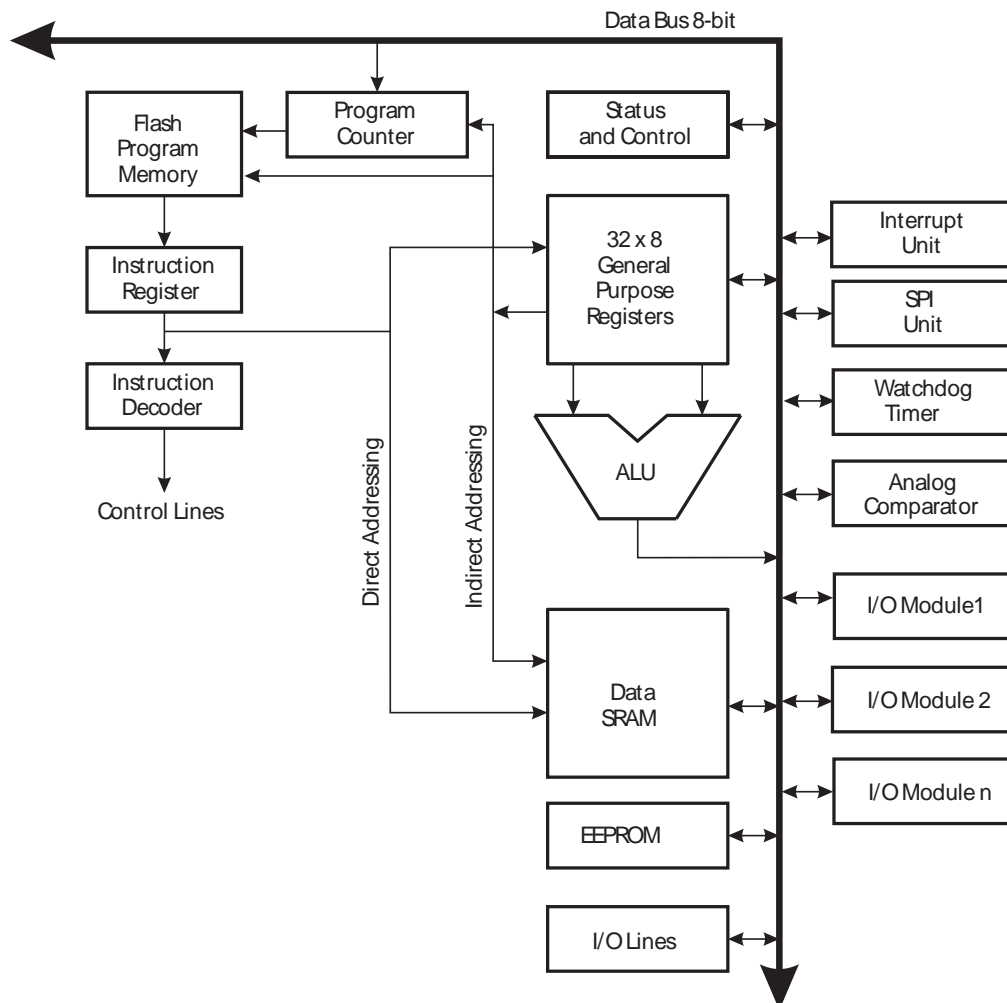 Data Bus 8-bit
Flash
Program
Memory
Program
Counter
Status
and Control
32 x 8
General
Purpose
Registers
Interrupt
Unit
Instruction
Register
SPI
Unit
Instruction
Decoder
Watchdog
Timer
Control Lines
Direct Addressing
Indirect Addressing
ALU
Analog
Comparator
I/O Module1
Data
SRAM
I/O Module 2
I/O Module n
EEPROM
I/O Lines